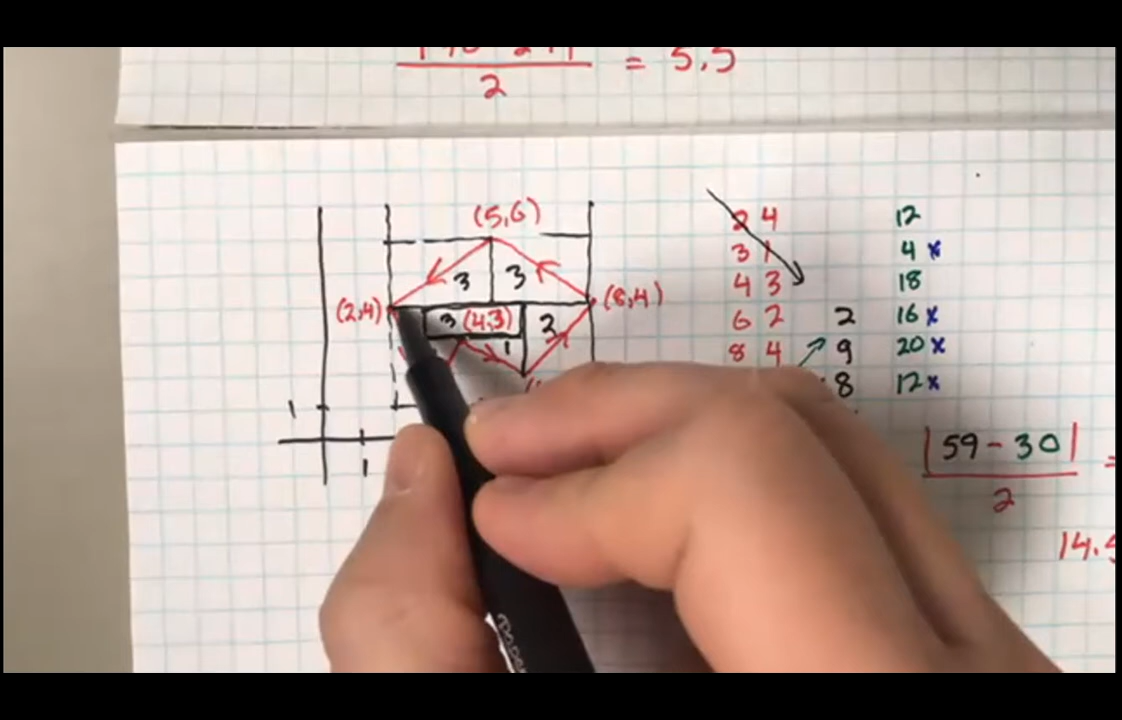 = 5.5
2
(5,6)
3 3
(2,4) (8,4)
3 (4,3) 2
1
1
1
2 4 12
3 1 4 x
4 3 18
6 2 2 16 x
8 4 9 20 x
8 12 x
|59-30| =
2
14.